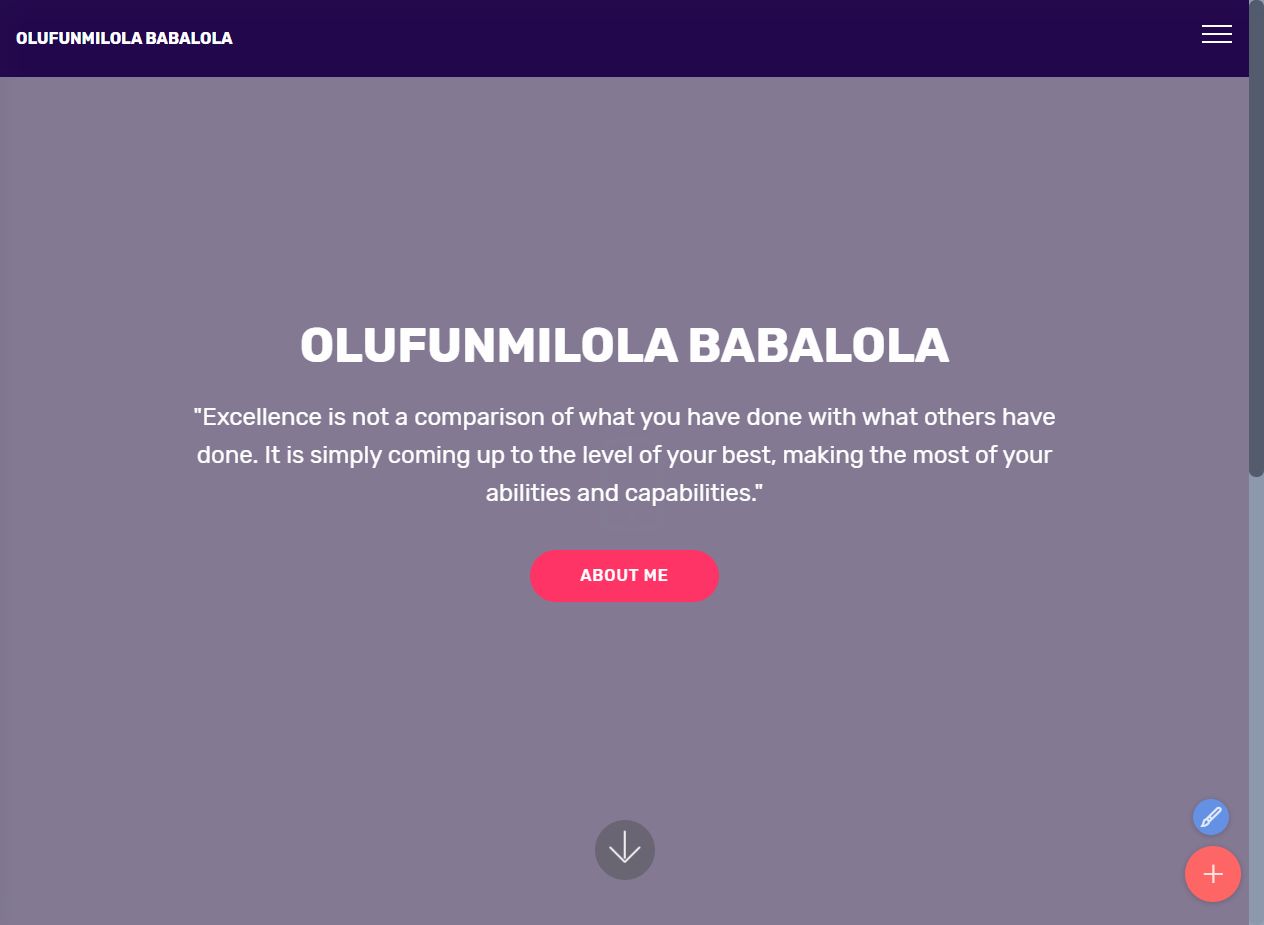 OLUFUNMILOLA BABALOLA
OLUFUNMILOLA BABALOLA
"Excellence is not a comparison of what you have done with what others have
done. It is simply coming up to the level of your best, making the most of your
abilities and capabilities."
ABOUT ME